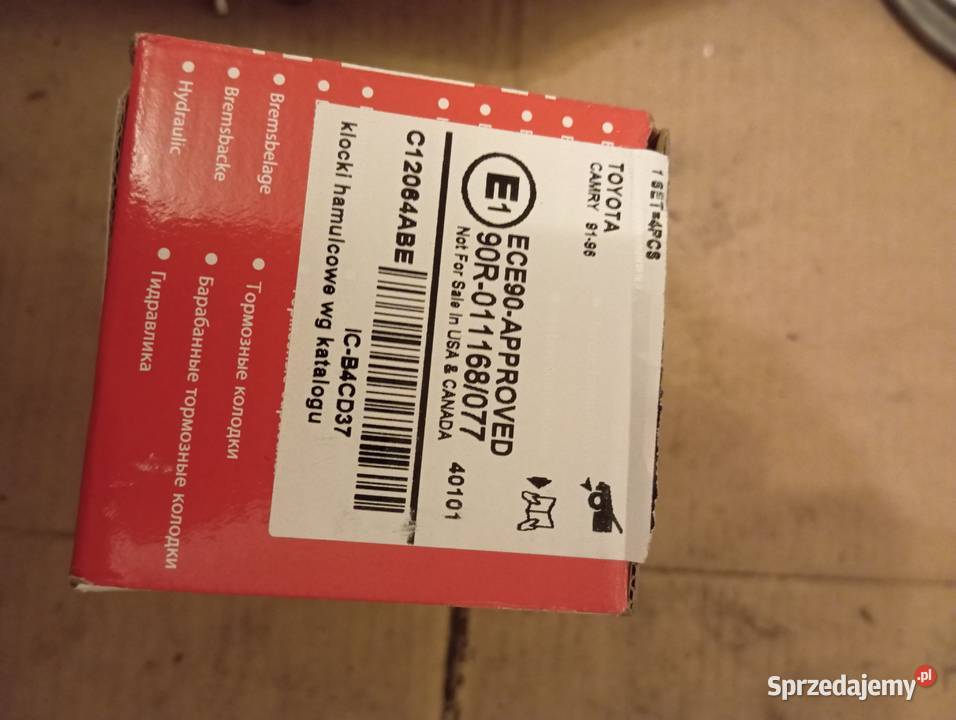 1 SET=4PCS
TOYOTA
CAMRY 91-96
E1
ECE90-APPROVED
90R-011168/077
Not For Sale In USA & CANADA 40101
C12064ABE
IC-B4CD37
klocki hamulcowe wg katalogu
Bremsbelage
Bremsbacke
Hydraulic
Тормозные колодки
Барабанные тормозные колодки
Гидравлика
Sprzedajemy.pl